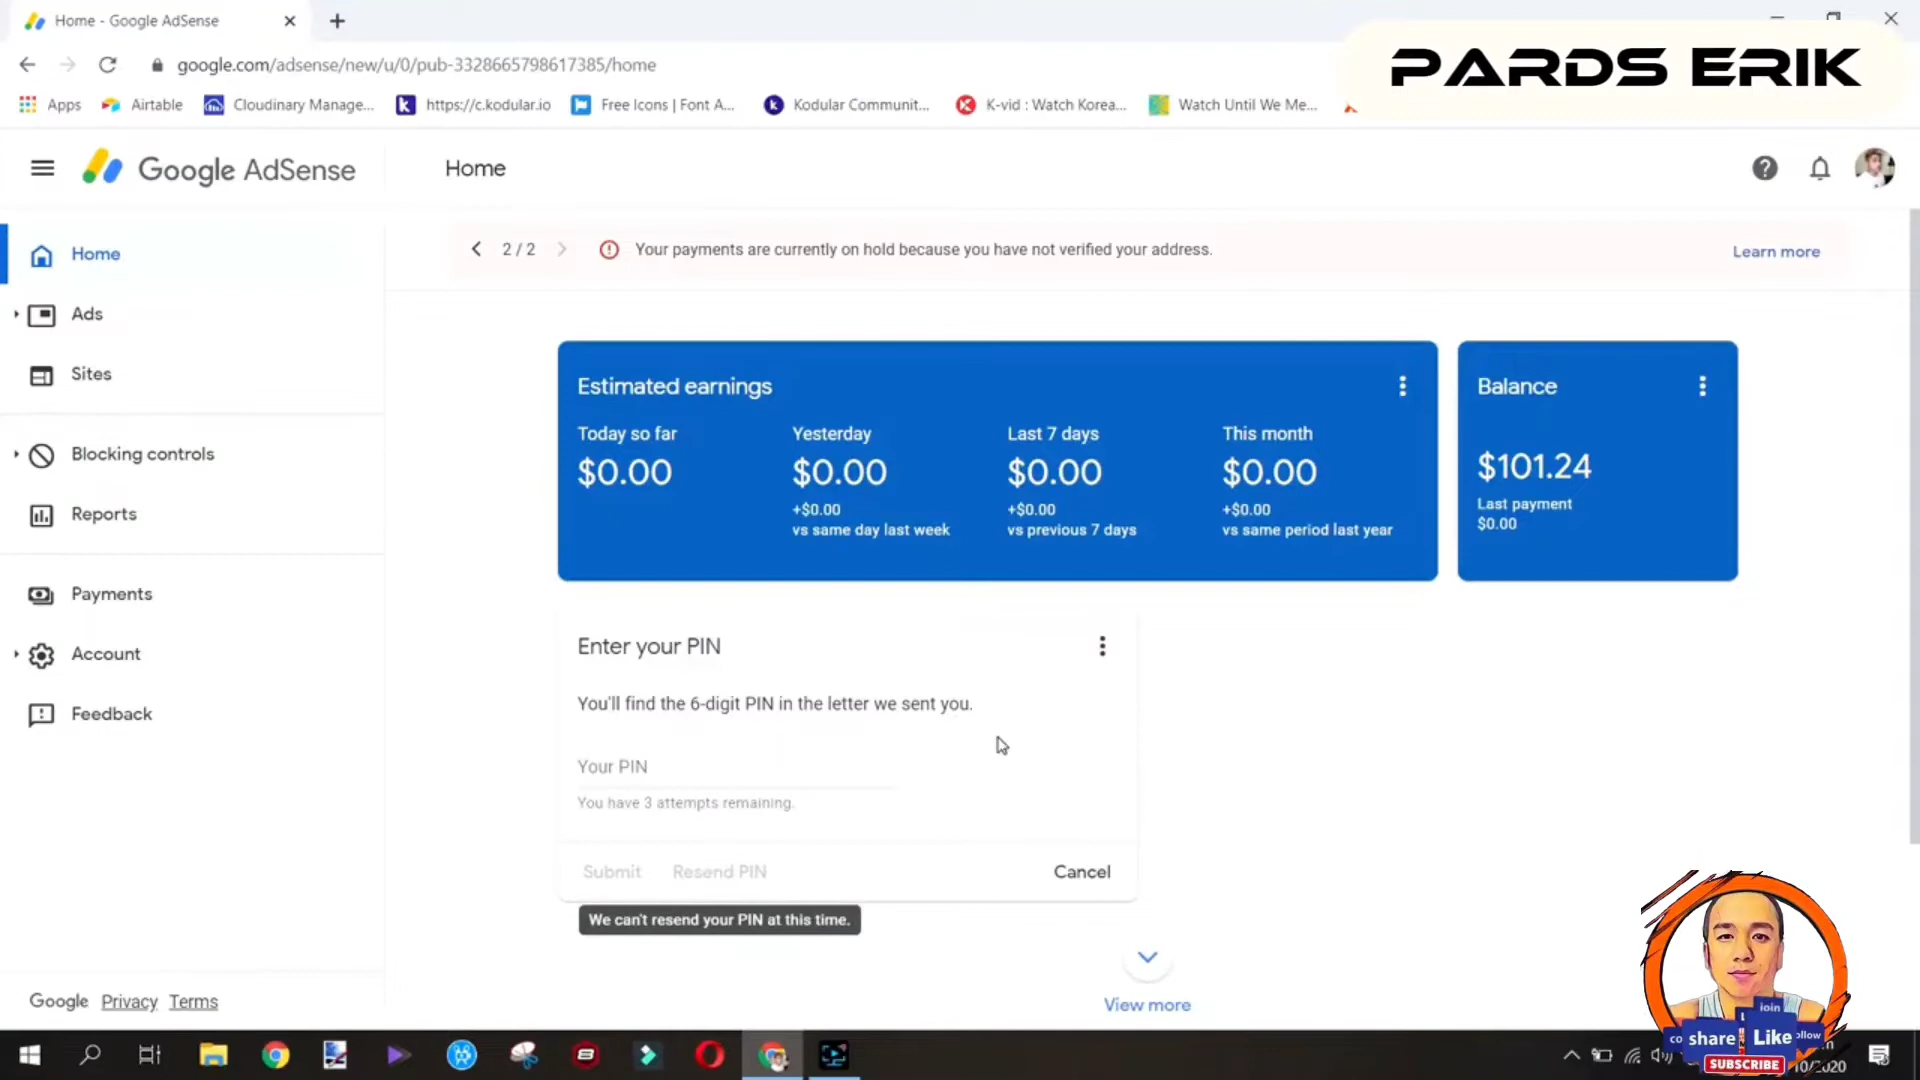 Home - Google AdSense
PARDS ERIK
google.com/adsense/new/u/0/pub-3328665798617385/home
Apps Airtable Cloudinary Manage... https://c.kodular.io Free Icons | Font A... Kodular Communit... K-vid : Watch Korea... Watch Until We Me...
Google AdSense
Home
Home
Ads
Sites
Blocking controls
Reports
Payments
Account
Feedback
2 / 2 Your payments are currently on hold because you have not verified your address. Learn more
Estimated earnings
Today so far
$0.00
Yesterday
$0.00
+$0.00
vs same day last week
Last 7 days
$0.00
+$0.00
vs previous 7 days
This month
$0.00
+$0.00
vs same period last year
Balance
$101.24
Last payment
$0.00
Enter your PIN
You'll find the 6-digit PIN in the letter we sent you.
Your PIN
You have 3 attempts remaining.
Submit Resend PIN Cancel
We can't resend your PIN at this time.
View more
Google Privacy Terms
join
share Like
SUBSCRIBE
10/2020